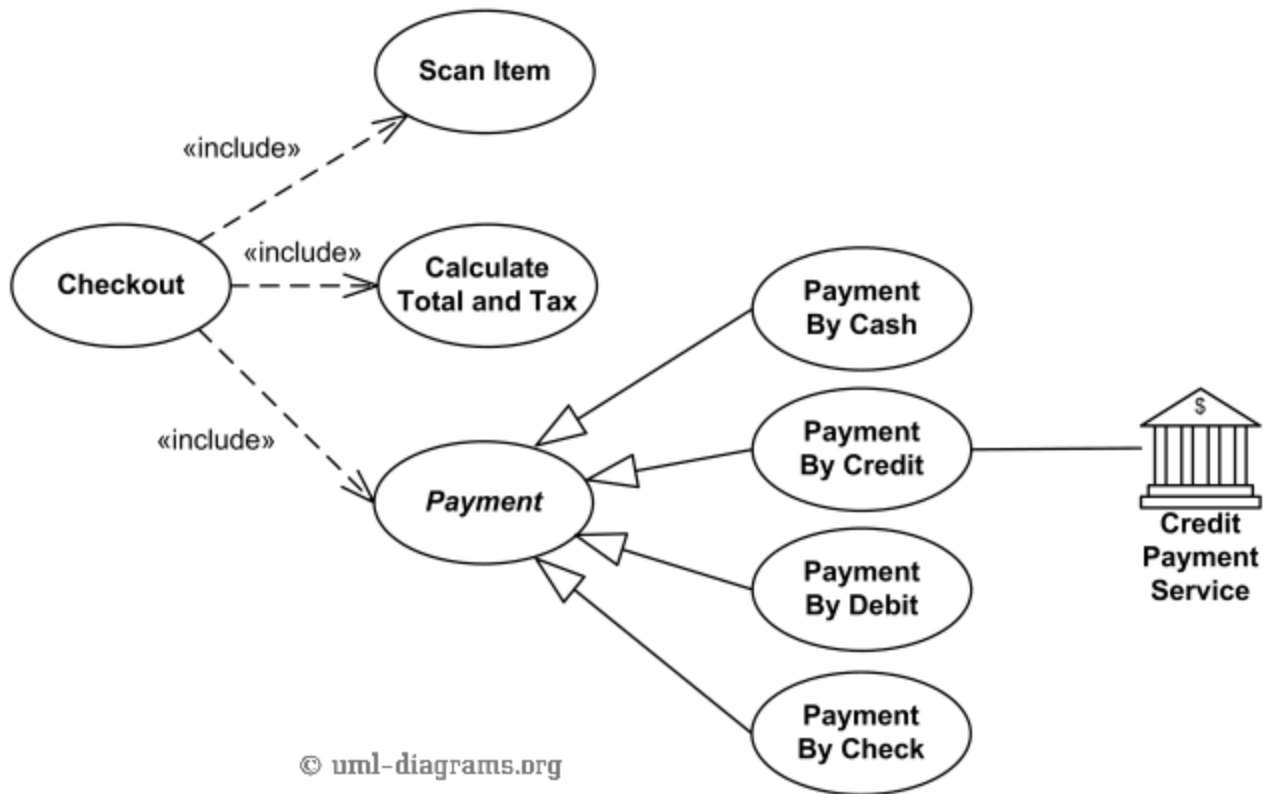 Scan Item
«include»
«include»
Checkout
Calculate
Total and Tax
Payment
By Cash
«include»
Payment
Payment
By Credit
$
Credit
Payment
Service
Payment
By Debit
Payment
By Check
© uml-diagrams.org